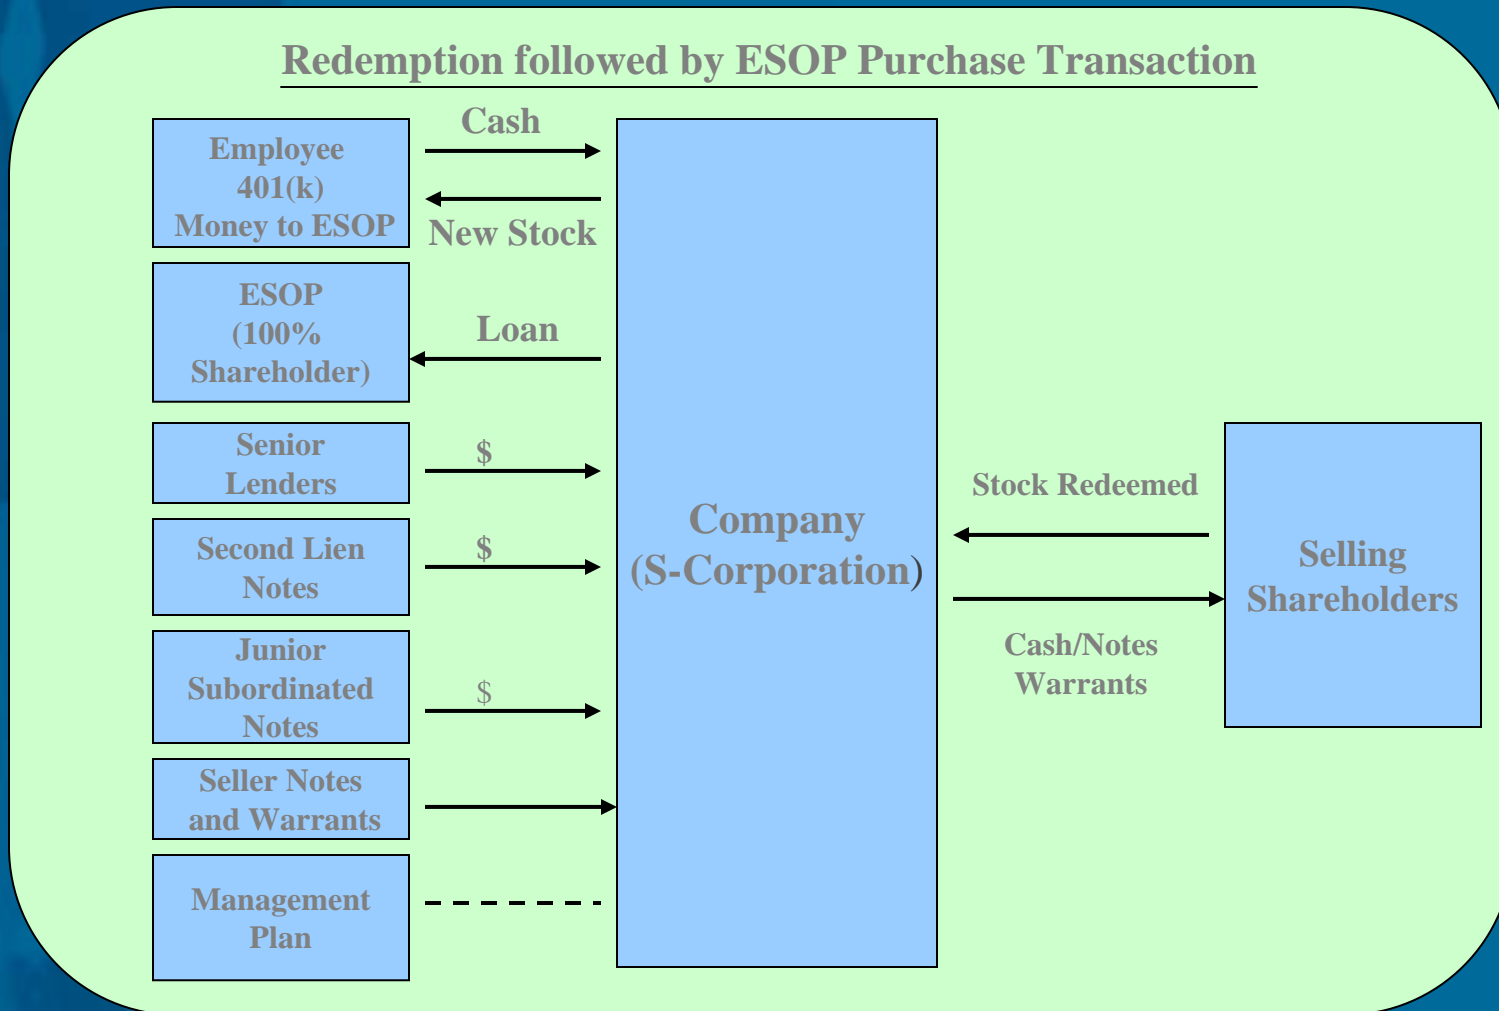 Redemption followed by ESOP Purchase Transaction
Employee
401(k)
Money to ESOP
Cash
New Stock
ESOP
(100%
Shareholder)
Loan
Senior
Lenders
$
Second Lien
Notes
$
Junior
Subordinated
Notes
$
Seller Notes
and Warrants
Management
Plan
Company
(S-Corporation)
Stock Redeemed
Cash/Notes
Warrants
Selling
Shareholders